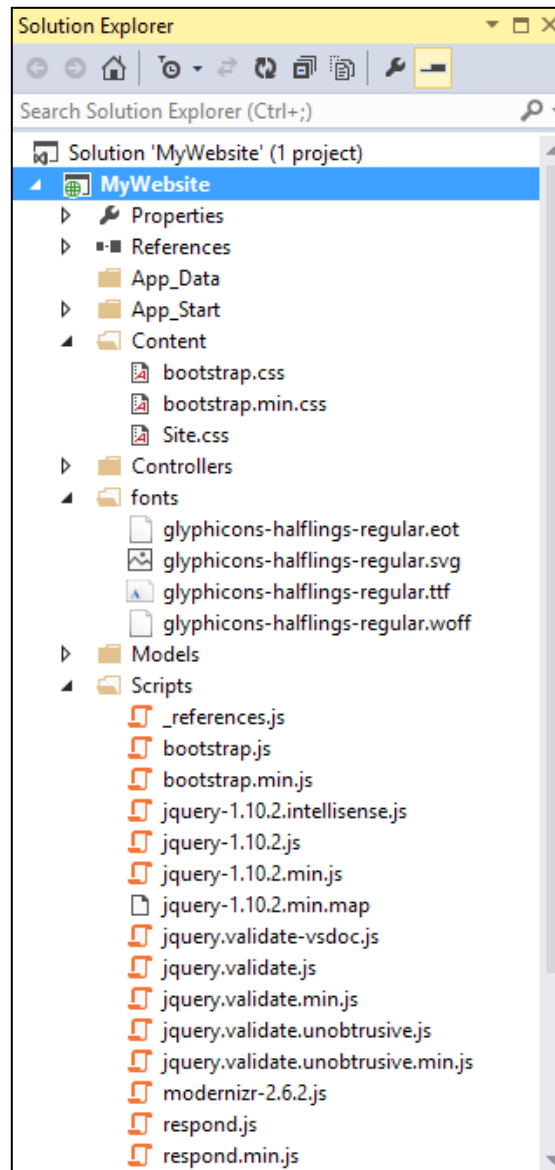 Solution Explorer
Search Solution Explorer (Ctrl+;)
Solution 'MyWebsite' (1 project)
MyWebsite
Properties
References
App_Data
App_Start
Content
bootstrap.css
bootstrap.min.css
Site.css
Controllers
fonts
glyphicons-halflings-regular.eot
glyphicons-halflings-regular.svg
glyphicons-halflings-regular.ttf
glyphicons-halflings-regular.woff
Models
Scripts
_references.js
bootstrap.js
bootstrap.min.js
jquery-1.10.2.intellisense.js
jquery-1.10.2.js
jquery-1.10.2.min.js
jquery-1.10.2.min.map
jquery.validate-vsdoc.js
jquery.validate.js
jquery.validate.min.js
jquery.validate.unobtrusive.js
jquery.validate.unobtrusive.min.js
modernizr-2.6.2.js
respond.js
respond.min.js